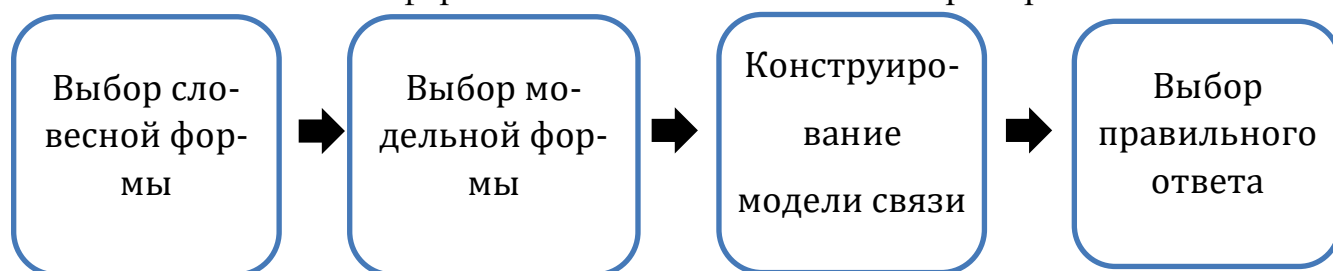 Выбор сло-
весной фор-
мы
Выбор мо-
дельной фор-
мы
Конструиро-
вание
модели связи
Выбор
правильного
ответа